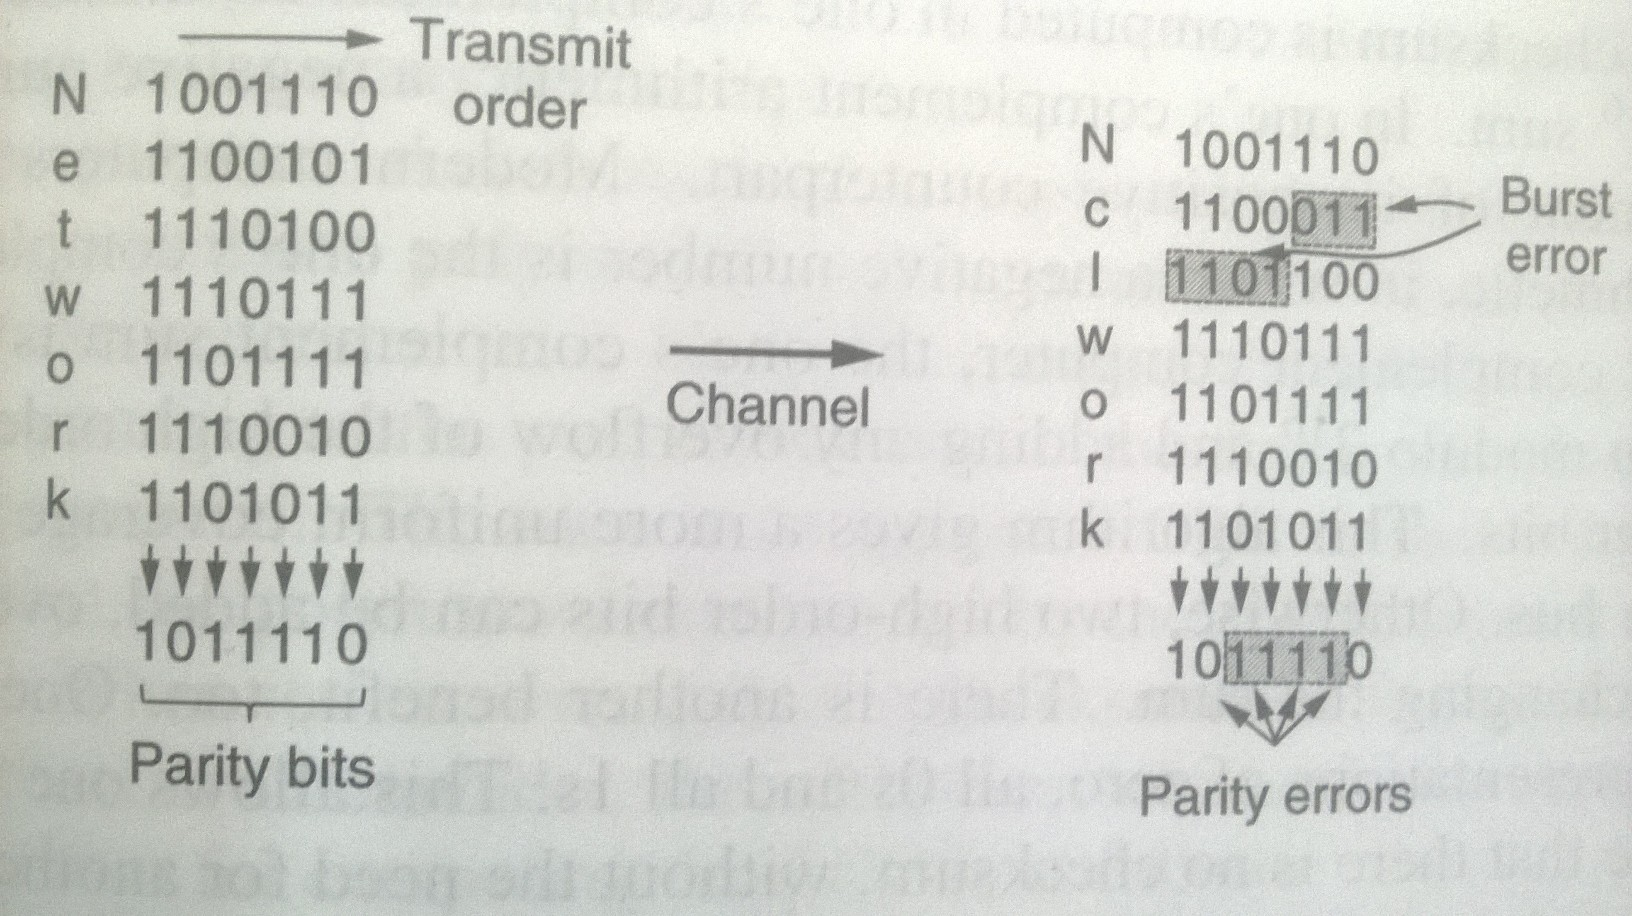 Transmit
order
N 1001110
e 1100101
t 1110100
w 1110111
o 1101111
r 1110010
k 1101011
1011110
Parity bits
Channel
N 1001110
c 1100011
l 1101100
w 1110111
o 1101111
r 1110010
k 1101011
1011110
Parity errors
Burst
error